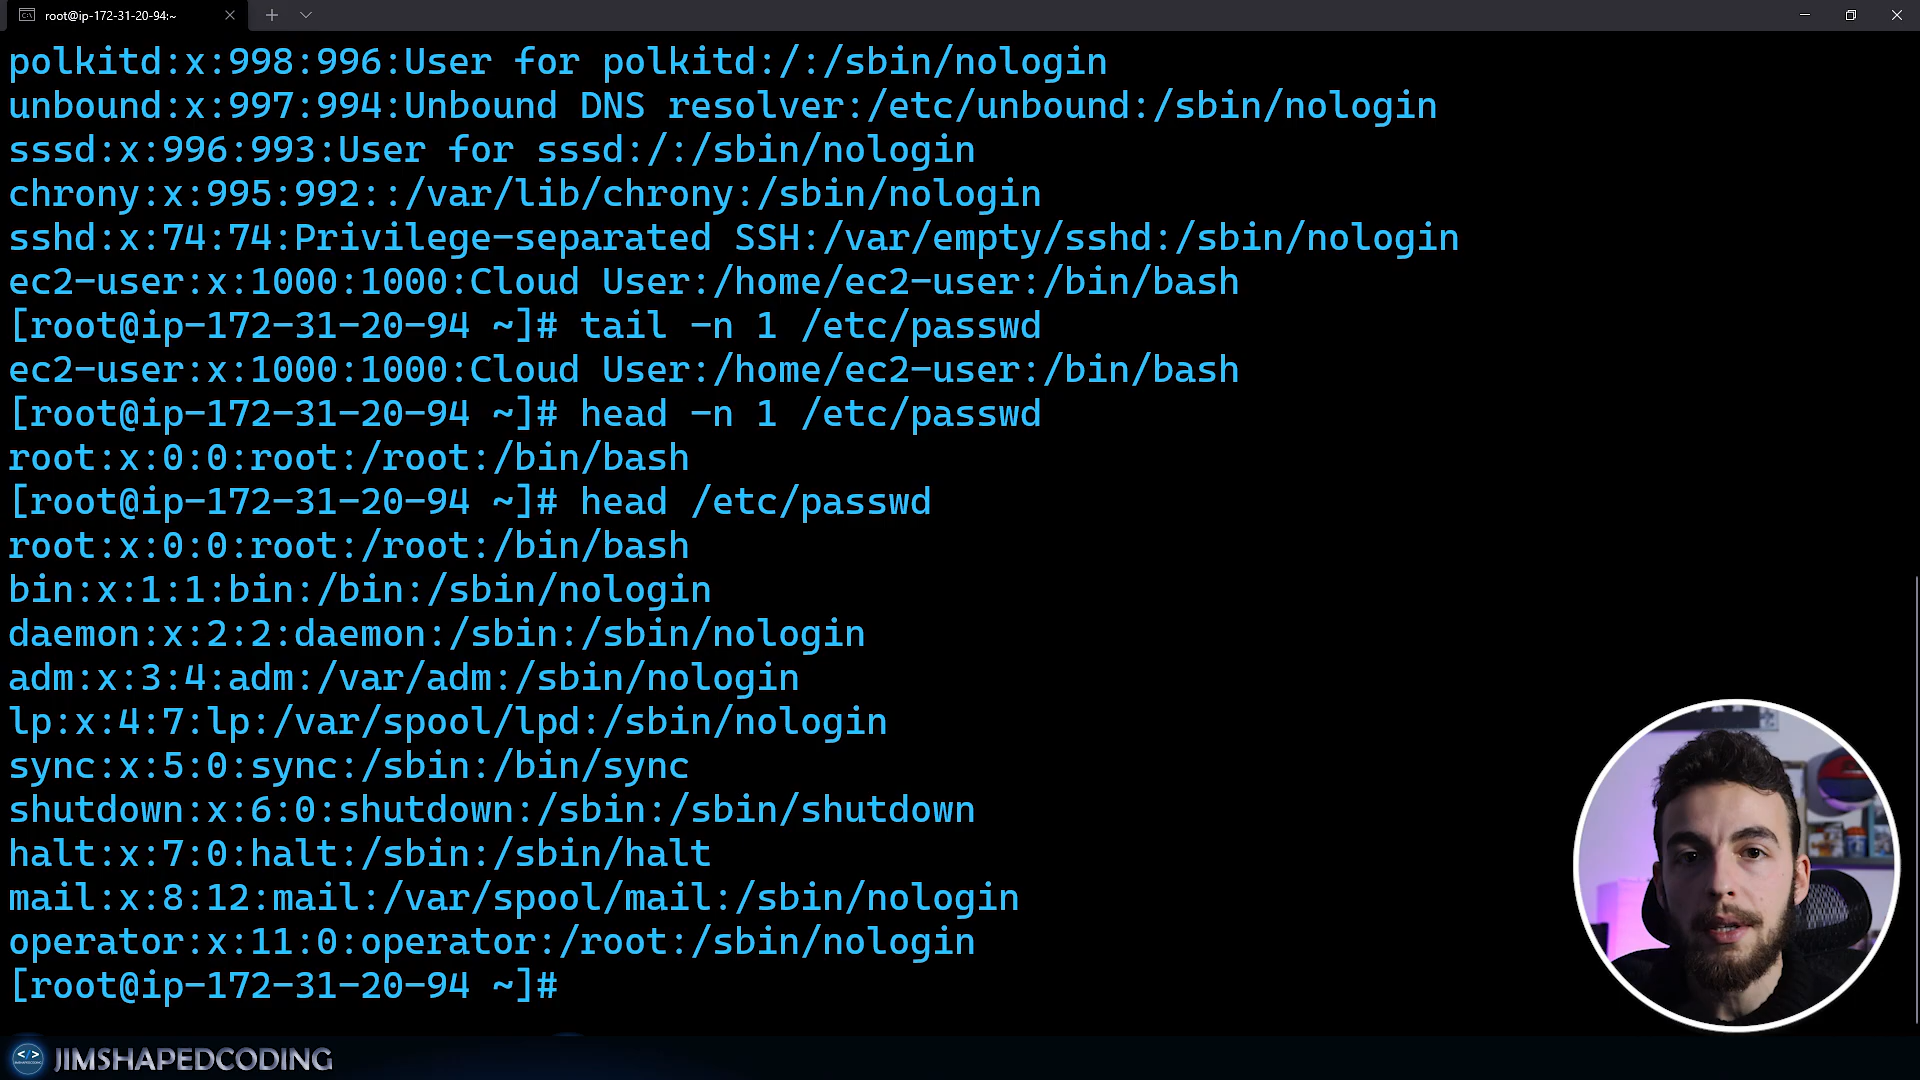 root@ip-172-31-20-94:~
polkitd:x:998:996:User for polkitd:/:/sbin/nologin
unbound:x:997:994:Unbound DNS resolver:/etc/unbound:/sbin/nologin
sssd:x:996:993:User for sssd:/:/sbin/nologin
chrony:x:995:992::/var/lib/chrony:/sbin/nologin
sshd:x:74:74:Privilege-separated SSH:/var/empty/sshd:/sbin/nologin
ec2-user:x:1000:1000:Cloud User:/home/ec2-user:/bin/bash
[root@ip-172-31-20-94 ~]# tail -n 1 /etc/passwd
ec2-user:x:1000:1000:Cloud User:/home/ec2-user:/bin/bash
[root@ip-172-31-20-94 ~]# head -n 1 /etc/passwd
root:x:0:0:root:/root:/bin/bash
[root@ip-172-31-20-94 ~]# head /etc/passwd
root:x:0:0:root:/root:/bin/bash
bin:x:1:1:bin:/bin:/sbin/nologin
daemon:x:2:2:daemon:/sbin:/sbin/nologin
adm:x:3:4:adm:/var/adm:/sbin/nologin
lp:x:4:7:lp:/var/spool/lpd:/sbin/nologin
sync:x:5:0:sync:/sbin:/bin/sync
shutdown:x:6:0:shutdown:/sbin:/sbin/shutdown
halt:x:7:0:halt:/sbin:/sbin/halt
mail:x:8:12:mail:/var/spool/mail:/sbin/nologin
operator:x:11:0:operator:/root:/sbin/nologin
[root@ip-172-31-20-94 ~]#
JIMSHAPEDCODING